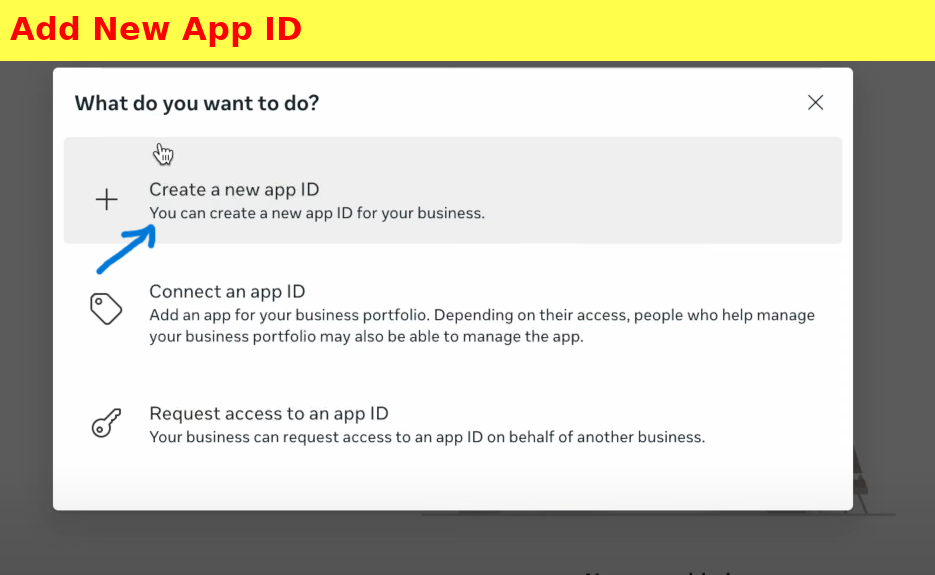 Add New App ID
What do you want to do?
Create a new app ID
You can create a new app ID for your business.
Connect an app ID
Add an app for your business portfolio. Depending on their access, people who help manage
your business portfolio may also be able to manage the app.
Request access to an app ID
Your business can request access to an app ID on behalf of another business.